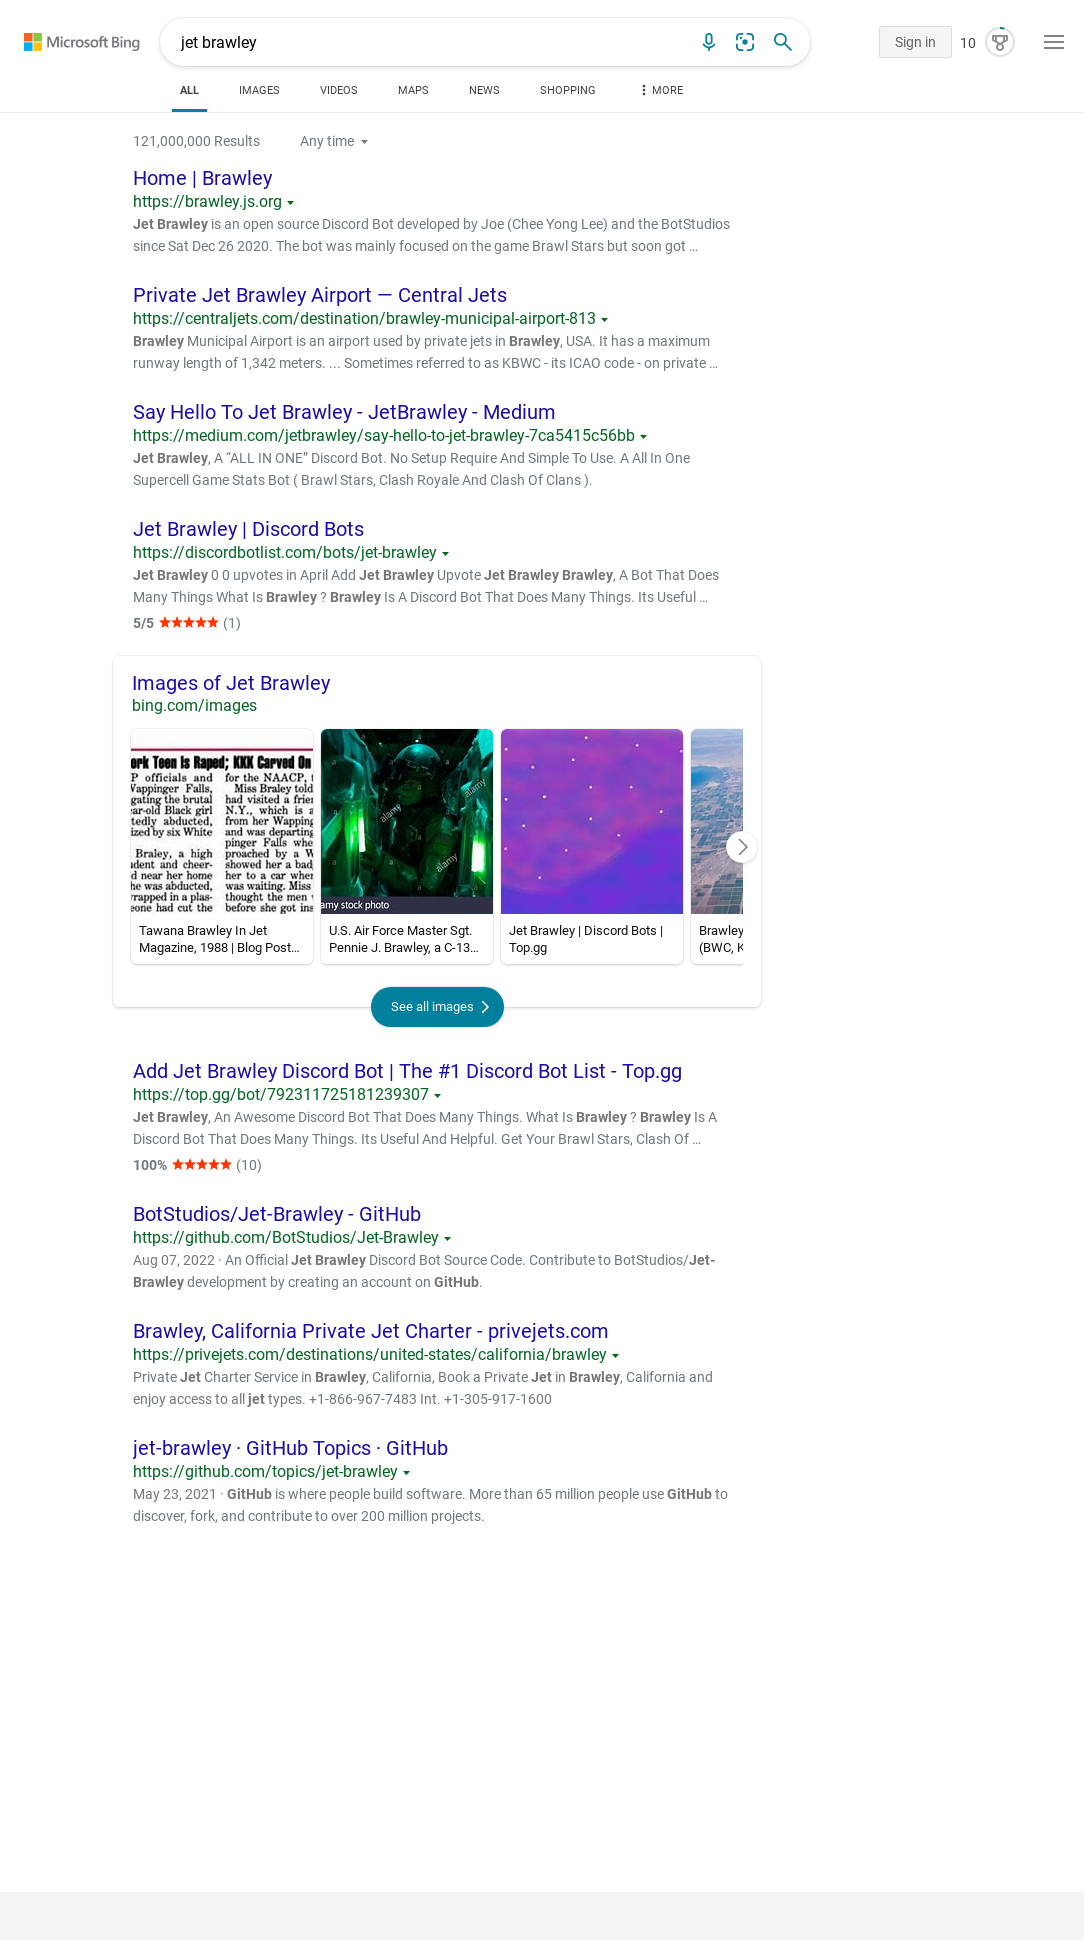 Microsoft Bing
jet brawley
Sign in
10
ALL
IMAGES
VIDEOS
MAPS
NEWS
SHOPPING
MORE
121,000,000 Results
Any time
Home | Brawley
https://brawley.js.org
Jet Brawley is an open source Discord Bot developed by Joe (Chee Yong Lee) and the BotStudios
since Sat Dec 26 2020. The bot was mainly focused on the game Brawl Stars but soon got ...
Private Jet Brawley Airport — Central Jets
https://centraljets.com/destination/brawley-municipal-airport-813
Brawley Municipal Airport is an airport used by private jets in Brawley, USA. It has a maximum
runway length of 1,342 meters. ... Sometimes referred to as KBWC - its ICAO code - on private ...
Say Hello To Jet Brawley - JetBrawley - Medium
https://medium.com/jetbrawley/say-hello-to-jet-brawley-7ca5415c56bb
Jet Brawley, A “ALL IN ONE” Discord Bot. No Setup Require And Simple To Use. A All In One
Supercell Game Stats Bot ( Brawl Stars, Clash Royale And Clash Of Clans ).
Jet Brawley | Discord Bots
https://discordbotlist.com/bots/jet-brawley
Jet Brawley 0 0 upvotes in April Add Jet Brawley Upvote Jet Brawley Brawley, A Bot That Does
Many Things What Is Brawley ? Brawley Is A Discord Bot That Does Many Things. Its Useful ...
5/5 ★★★★★ (1)
Images of Jet Brawley
bing.com/images
ork Teen Is Raped; KKK Carved On
P officials and
Wappinger Falls,
gating the brutal
ear-old Black girl
tedly abducted,
ized by six White
Braley, a high
dent and cheer-
d near her home
he was abducted,
wrapped in a plas-
eone had cut the
for the NAACP, t
Miss Braley told
had visited a frien
N.Y., which is a
from her Wapping
and was departing
pinger Falls whe
proached by a W
showed her a bad
her to a car wher
was waiting. Miss
thought the men w
before she got ins
alamy
alamy
alamy
a
a
a
a
a
amy stock photo
Tawana Brawley In Jet
Magazine, 1988 | Blog Post...
U.S. Air Force Master Sgt.
Pennie J. Brawley, a C-13...
Jet Brawley | Discord Bots |
Top.gg
Brawley
(BWC, K
See all images
Add Jet Brawley Discord Bot | The #1 Discord Bot List - Top.gg
https://top.gg/bot/792311725181239307
Jet Brawley, An Awesome Discord Bot That Does Many Things. What Is Brawley ? Brawley Is A
Discord Bot That Does Many Things. Its Useful And Helpful. Get Your Brawl Stars, Clash Of ...
100% ★★★★★ (10)
BotStudios/Jet-Brawley - GitHub
https://github.com/BotStudios/Jet-Brawley
Aug 07, 2022 · An Official Jet Brawley Discord Bot Source Code. Contribute to BotStudios/Jet-
Brawley development by creating an account on GitHub.
Brawley, California Private Jet Charter - privejets.com
https://privejets.com/destinations/united-states/california/brawley
Private Jet Charter Service in Brawley, California, Book a Private Jet in Brawley, California and
enjoy access to all jet types. +1-866-967-7483 Int. +1-305-917-1600
jet-brawley · GitHub Topics · GitHub
https://github.com/topics/jet-brawley
May 23, 2021 · GitHub is where people build software. More than 65 million people use GitHub to
discover, fork, and contribute to over 200 million projects.